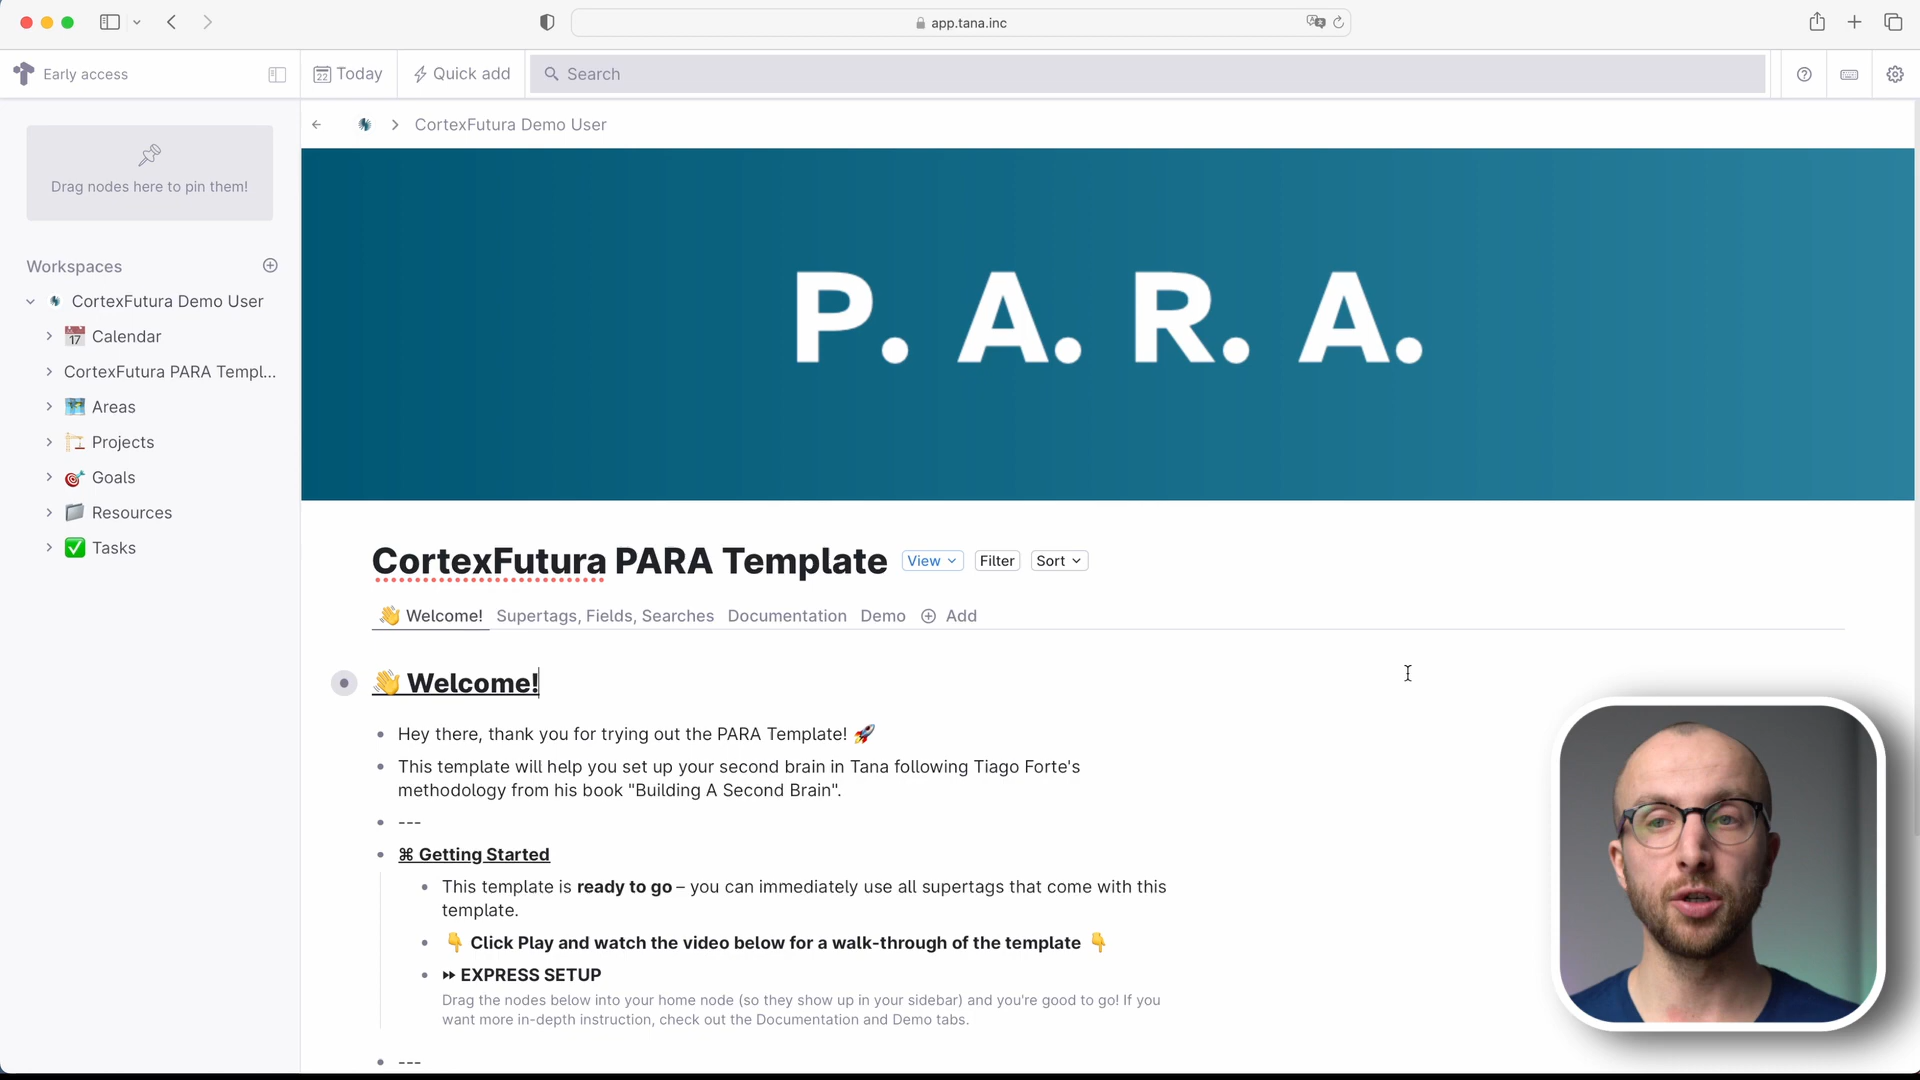 app.tana.inc
Early access
Today
Quick add
Search
CortexFutura Demo User
Drag nodes here to pin them!
Workspaces
CortexFutura Demo User
Calendar
CortexFutura PARA Templ...
Areas
Projects
Goals
Resources
Tasks
P. A. R. A.
CortexFutura PARA Template View Filter Sort
👋 Welcome! Supertags, Fields, Searches Documentation Demo Add
👋 Welcome!
Hey there, thank you for trying out the PARA Template! 🚀
This template will help you set up your second brain in Tana following Tiago Forte's
methodology from his book "Building A Second Brain".
---
⌘ Getting Started
This template is ready to go – you can immediately use all supertags that come with this
template.
👇 Click Play and watch the video below for a walk-through of the template 👇
⏩ EXPRESS SETUP
Drag the nodes below into your home node (so they show up in your sidebar) and you're good to go! If you
want more in-depth instruction, check out the Documentation and Demo tabs.
---